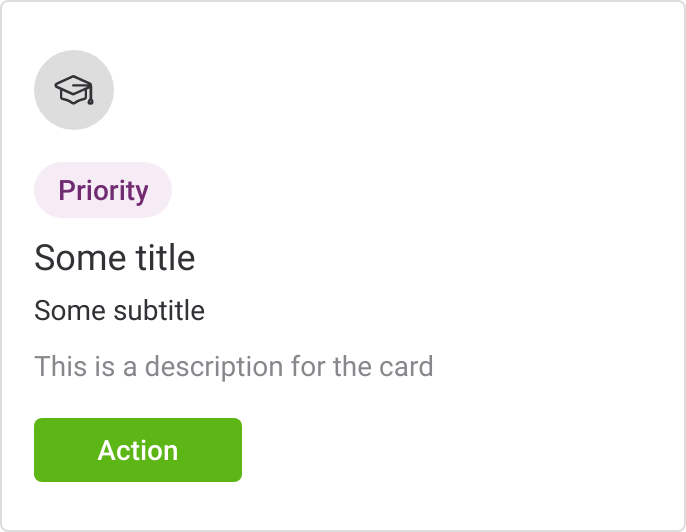 Priority
Some title
Some subtitle
This is a description for the card
Action